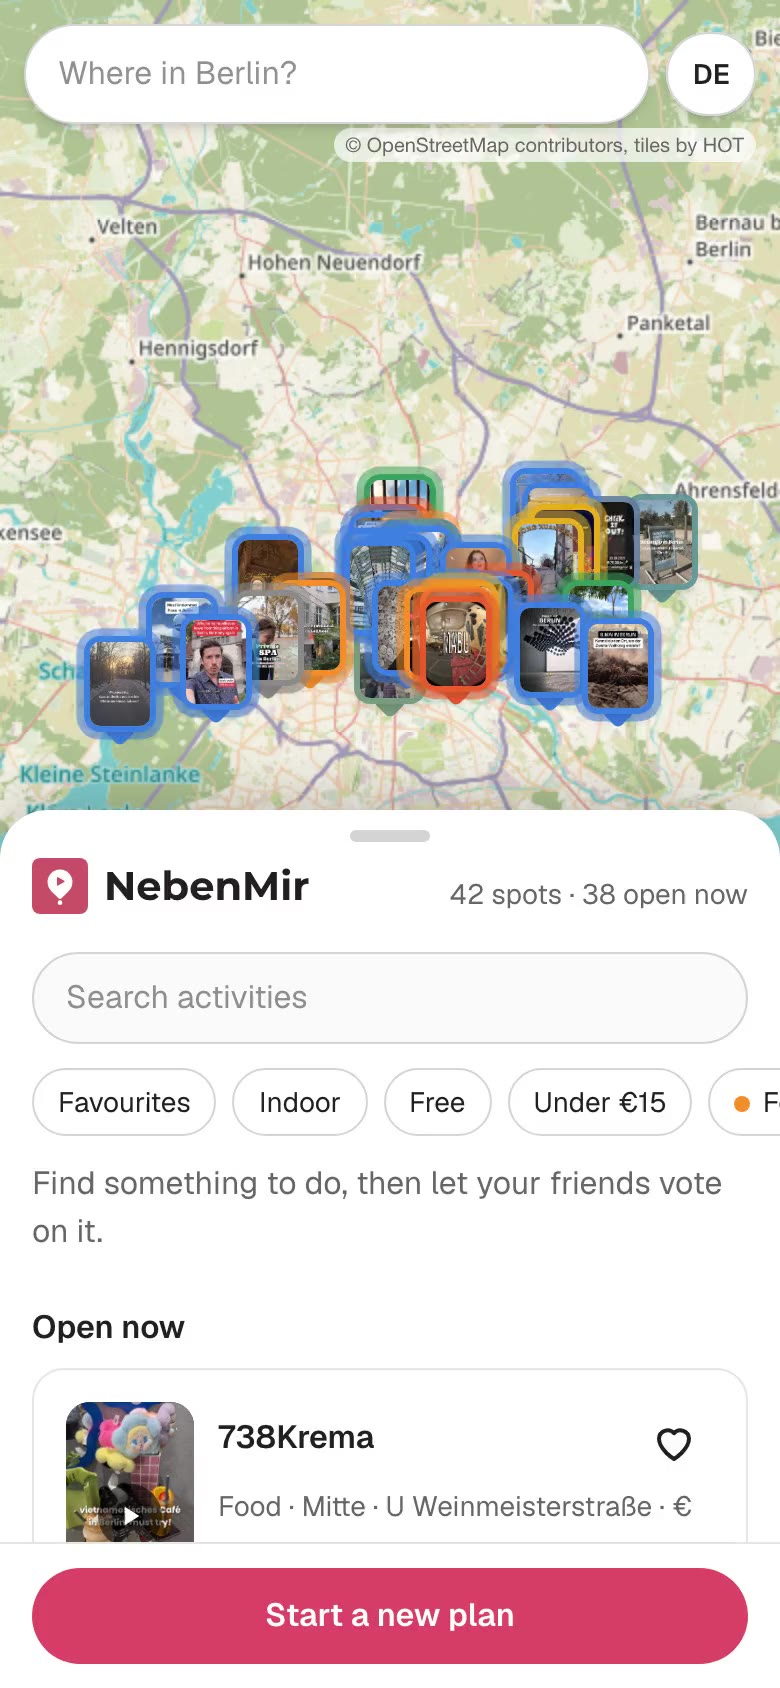 Where in Berlin?
DE
© OpenStreetMap contributors, tiles by HOT
Velten
Hohen Neuendorf
Bernau b
Berlin
Panketal
Hennigsdorf
Ahrensfeld
kensee
Kleine Steinlanke
NebenMir
42 spots · 38 open now
Search activities
Favourites
Indoor
Free
Under €15
Find something to do, then let your friends vote
on it.
Open now
738Krema
Food · Mitte · U Weinmeisterstraße · €
Start a new plan